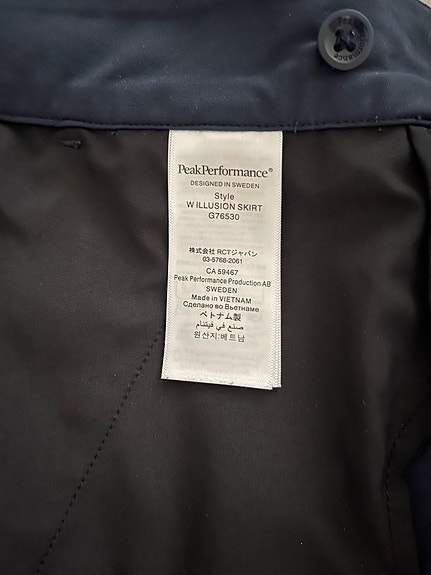 Peak Performance
PeakPerformance®
DESIGNED IN SWEDEN
Style
W ILLUSION SKIRT
G76530
株式会社 RCTジャパン
03-5768-2061
CA 59467
Peak Performance Production AB
SWEDEN
Made in VIETNAM
Сделано во Вьетнаме
ベトナム製
صنع في فيتنام
원산지:베트남